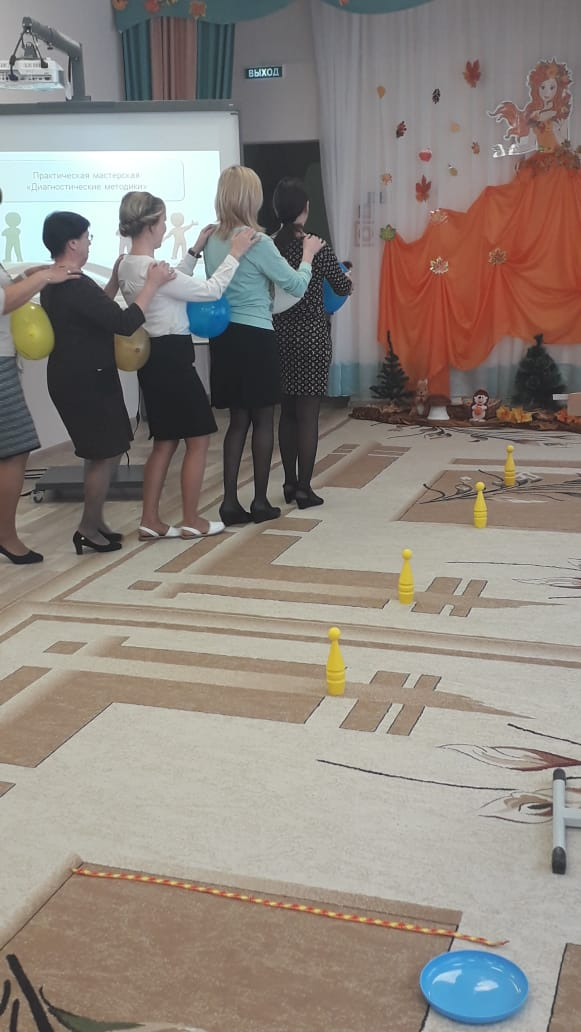 ВЫХОД
Практическая мастерская
«Диагностические методики»